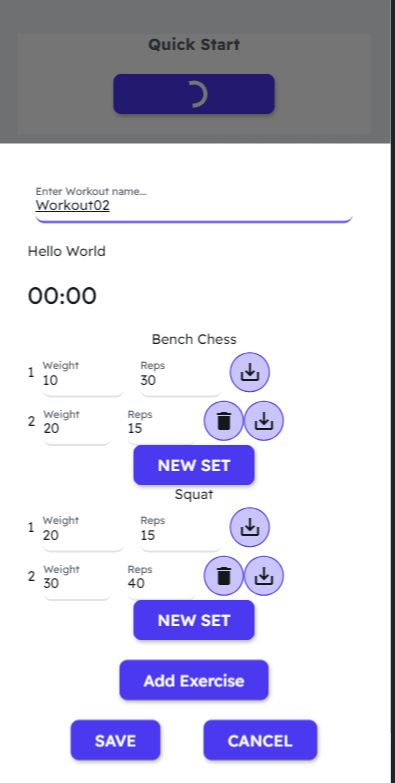 Quick Start
Enter Workout name...
Workout02
Hello World
00:00
Bench Chess
Weight Reps
1 10 30
Weight Reps
2 20 15
NEW SET
Squat
Weight Reps
1 20 15
Weight Reps
2 30 40
NEW SET
Add Exercise
SAVE CANCEL